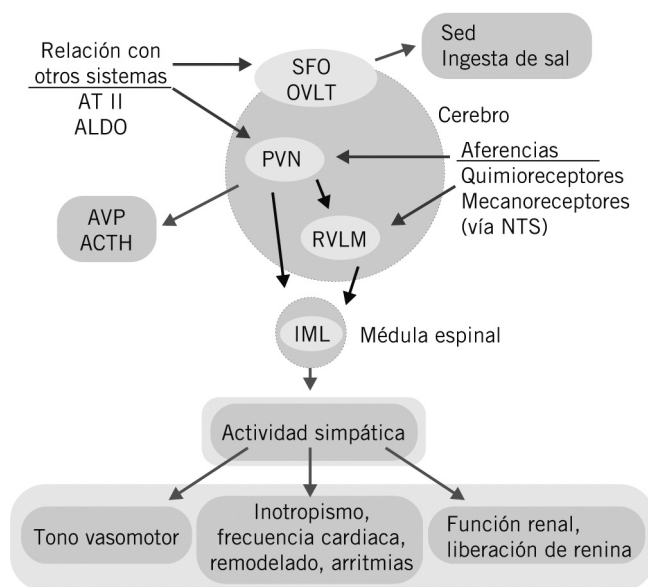 Relación con
otros sistemas
AT II
ALDO
SFO
OVLT
Sed
Ingesta de sal
Cerebro
PVN
Aferencias
Quimioreceptores
Mecanoreceptores
(vía NTS)
AVP
ACTH
RVLM
IML
Médula espinal
Actividad simpática
Tono vasomotor
Inotropismo,
frecuencia cardiaca,
remodelado, arritmias
Función renal,
liberación de renina